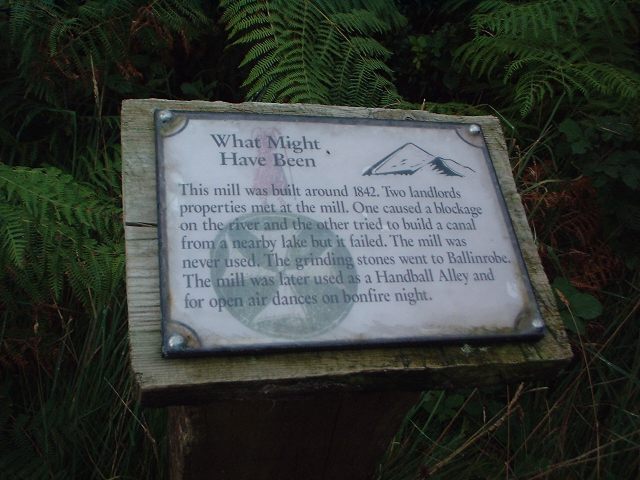 What Might
Have Been
This mill was built around 1842. Two landlords
properties met at the mill. One caused a blockage
on the river and the other tried to build a canal
from a nearby lake but it failed. The mill was
never used. The grinding stones went to Ballinrobe.
The mill was later used as a Handball Alley and
for open air dances on bonfire night.